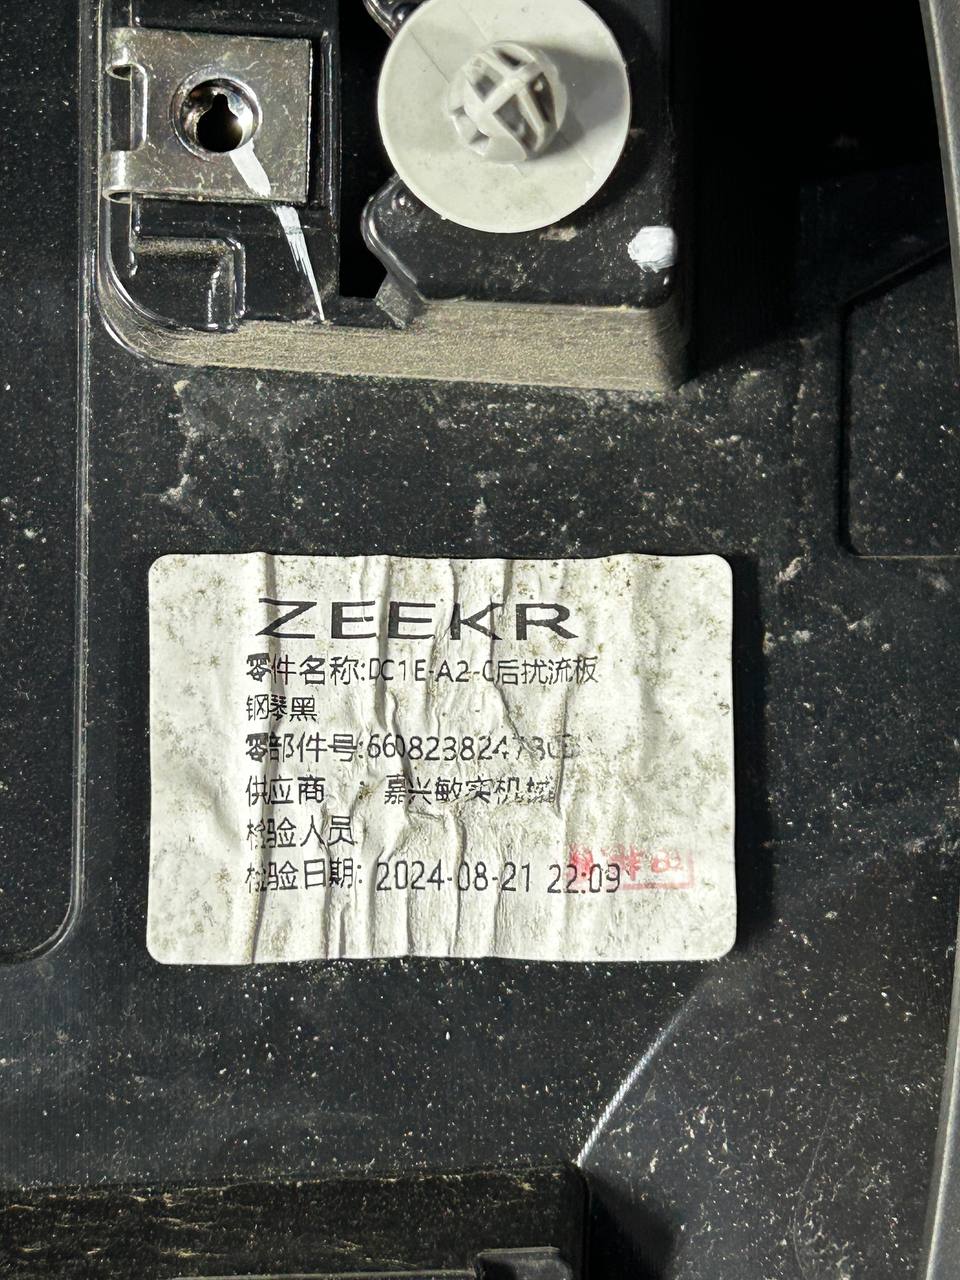 ZEEKR
零件名称:DC1E-A2-C后扰流板
钢琴黑
零部件号:66082382478
供应商 : 嘉兴敏实机械
检验人员
检验日期: 2024-08-21 22:09